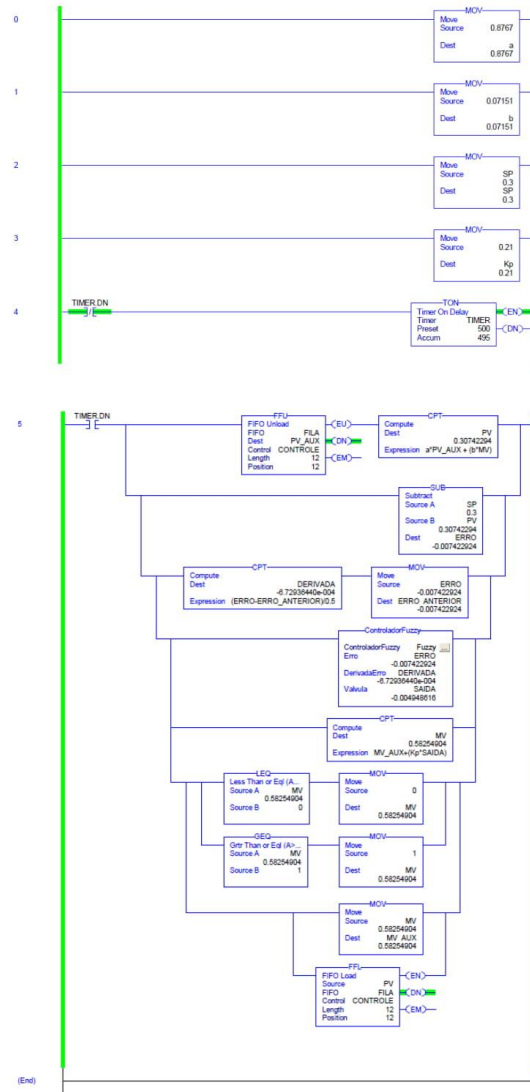 0
MOV
Move
Source 0.8767
Dest a
0.8767
1
MOV
Move
Source 0.07151
Dest b
0.07151
2
MOV
Move
Source SP
0.3
Dest SP
0.3
3
MOV
Move
Source 0.21
Dest Kp
0.21
4
TIMER.DN
TON
Timer On Delay
Timer TIMER
Preset 500
Accum 495
EN
DN
5
TIMER.DN
FFU
FIFO Unload
FIFO FILA
Dest PV_AUX
Control CONTROLE
Length 12
Position 12
EU
DN
EM
CPT
Compute
Dest PV
0.30742294
Expression a*PV_AUX + (b*MV)
SUB
Subtract
Source A SP
0.3
Source B PV
0.30742294
Dest ERRO
-0.007422924
CPT
Compute
Dest DERIVADA
-6.72936440e-004
Expression (ERRO-ERRO_ANTERIOR)/0.5
MOV
Move
Source ERRO
-0.007422924
Dest ERRO_ANTERIOR
-0.007422924
ControladorFuzzy
ControladorFuzzy Fuzzy
Erro ERRO
-0.007422924
DerivadaErro DERIVADA
-6.72936440e-004
Valvula SAIDA
-0.004948616
CPT
Compute
Dest MV
0.58254904
Expression MV_AUX+(Kp*SAIDA)
LEQ
Less Than or Eql (A...
Source A MV
0.58254904
Source B 0
MOV
Move
Source 0
Dest MV
0.58254904
GEQ
Grtr Than or Eql (A>...
Source A MV
0.58254904
Source B 1
MOV
Move
Source 1
Dest MV
0.58254904
MOV
Move
Source MV
0.58254904
Dest MV_AUX
0.58254904
FFL
FIFO Load
Source PV
FIFO FILA
Control CONTROLE
Length 12
Position 12
EN
DN
EM
(End)